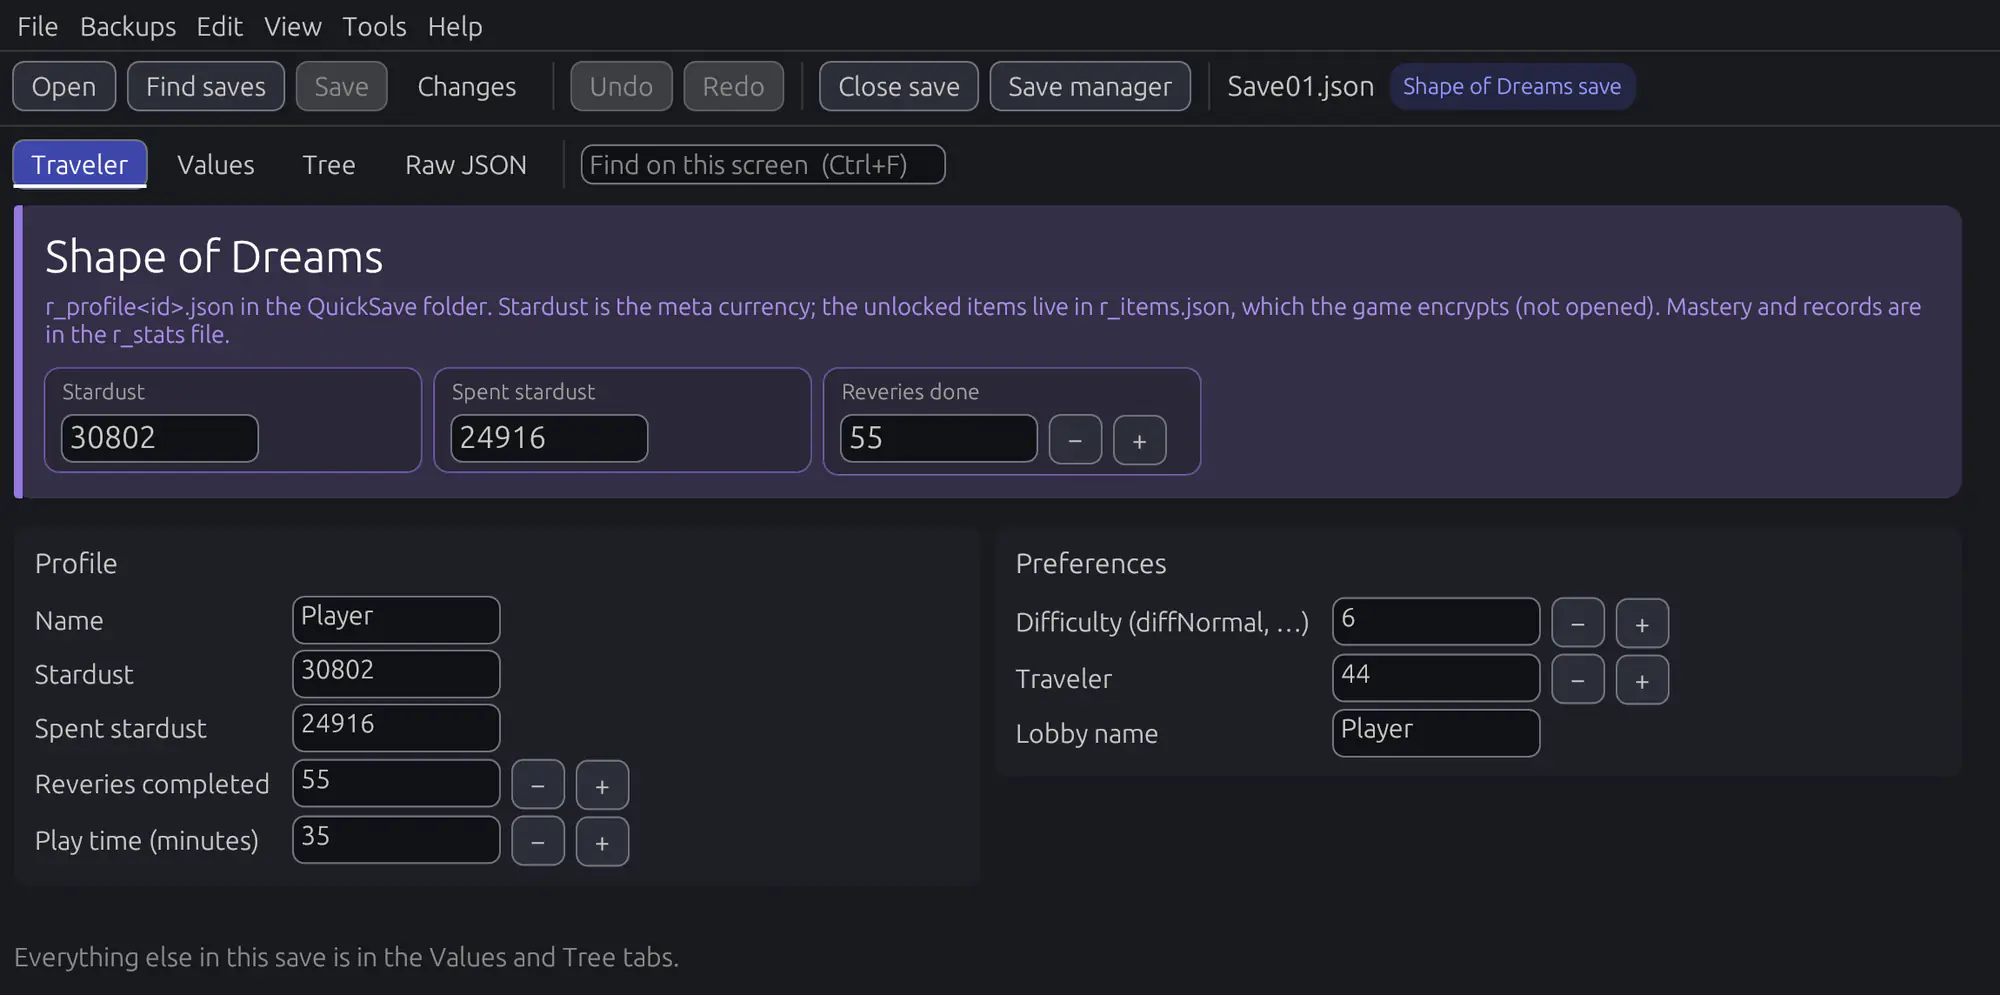 File Backups Edit View Tools Help
Open Find saves Save Changes Undo Redo Close save Save manager Save01.json Shape of Dreams save
Traveler Values Tree Raw JSON Find on this screen (Ctrl+F)
Shape of Dreams
r_profile<id>.json in the QuickSave folder. Stardust is the meta currency; the unlocked items live in r_items.json, which the game encrypts (not opened). Mastery and records are
in the r_stats file.
Stardust Spent stardust Reveries done
30802 24916 55 − +
Profile
Name Player
Stardust 30802
Spent stardust 24916
Reveries completed 55 − +
Play time (minutes) 35 − +
Preferences
Difficulty (diffNormal, …) 6 − +
Traveler 44 − +
Lobby name Player
Everything else in this save is in the Values and Tree tabs.